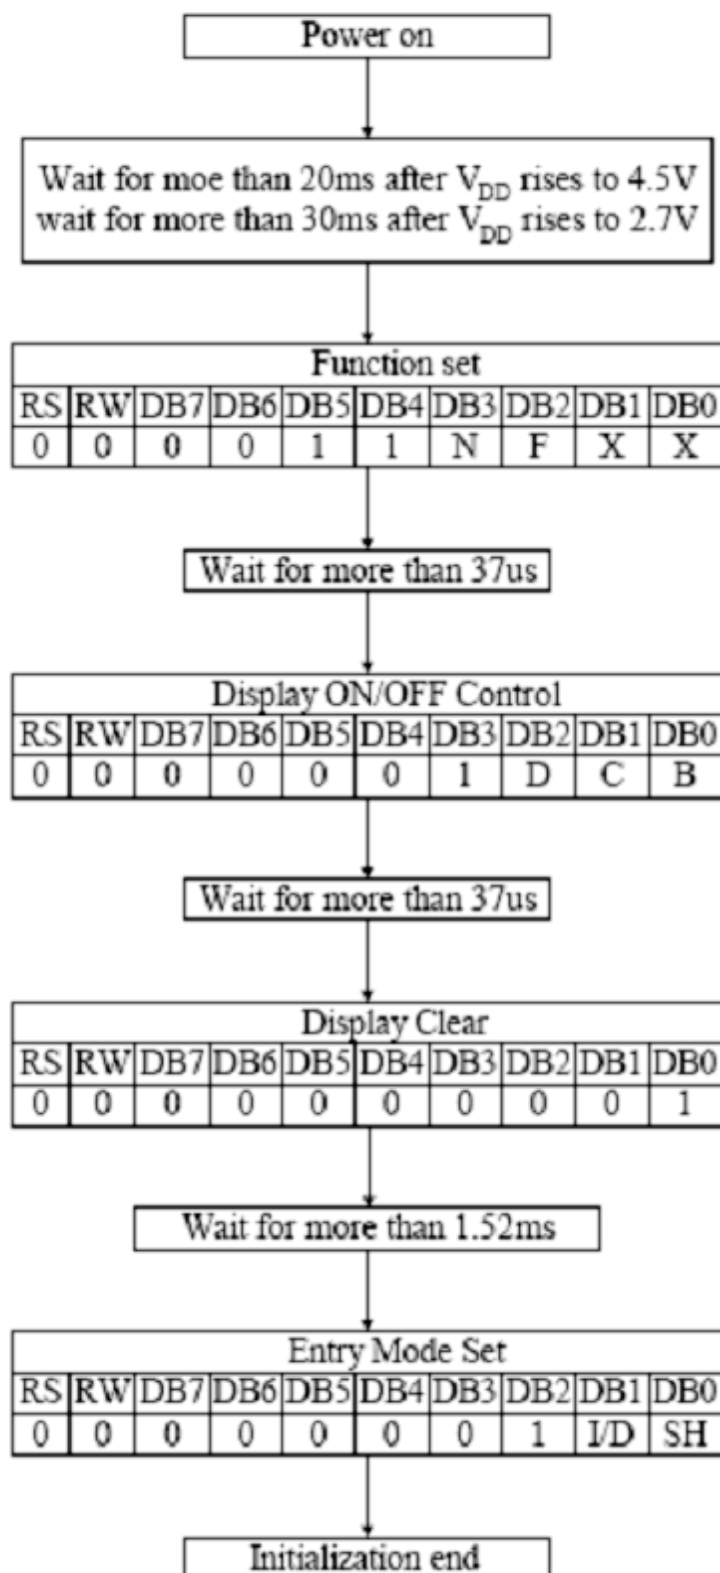 Power on
Wait for moe than 20ms after VDD rises to 4.5V
wait for more than 30ms after VDD rises to 2.7V
Function set
RS RW DB7 DB6 DB5 DB4 DB3 DB2 DB1 DB0
0 0 0 0 1 1 N F X X
Wait for more than 37us
Display ON/OFF Control
RS RW DB7 DB6 DB5 DB4 DB3 DB2 DB1 DB0
0 0 0 0 0 0 1 D C B
Wait for more than 37us
Display Clear
RS RW DB7 DB6 DB5 DB4 DB3 DB2 DB1 DB0
0 0 0 0 0 0 0 0 0 1
Wait for more than 1.52ms
Entry Mode Set
RS RW DB7 DB6 DB5 DB4 DB3 DB2 DB1 DB0
0 0 0 0 0 0 0 1 I/D SH
Initialization end